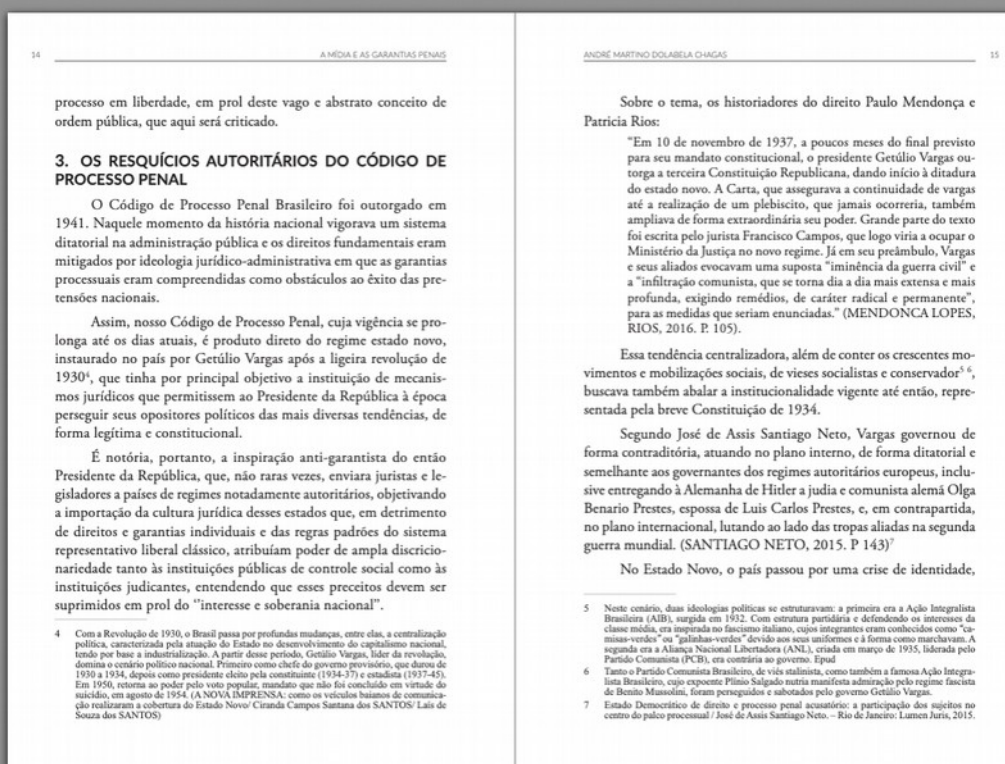 14
A MÍDIA E AS GARANTIAS PENAIS
processo em liberdade, em prol deste vago e abstrato conceito de
ordem pública, que aqui será criticado.
3. OS RESQUÍCIOS AUTORITÁRIOS DO CÓDIGO DE
PROCESSO PENAL
O Código de Processo Penal Brasileiro foi outorgado em
1941. Naquele momento da história nacional vigorava um sistema
ditatorial na administração pública e os direitos fundamentais eram
mitigados por ideologia jurídico-administrativa em que as garantias
processuais eram compreendidas como obstáculos ao êxito das pre-
tensões nacionais.
Assim, nosso Código de Processo Penal, cuja vigência se pro-
longa até os dias atuais, é produto direto do regime estado novo,
instaurado no país por Getúlio Vargas após a ligeira revolução de
1930⁴, que tinha por principal objetivo a instituição de mecanis-
mos jurídicos que permitissem ao Presidente da República à época
perseguir seus opositores políticos das mais diversas tendências, de
forma legítima e constitucional.
É notória, portanto, a inspiração anti-garantista do então
Presidente da República, que, não raras vezes, enviara juristas e le-
gisladores a países de regimes notadamente autoritários, objetivando
a importação da cultura jurídica desses estados que, em detrimento
de direitos e garantias individuais e das regras padrões do sistema
representativo liberal clássico, atribuíam poder de ampla discricio-
nariedade tanto às instituições públicas de controle social como às
instituições judicantes, entendendo que esses preceitos devem ser
suprimidos em prol do "interesse e soberania nacional".
4 Com a Revolução de 1930, o Brasil passa por profundas mudanças, entre elas, a centralização
política, caracterizada pela atuação do Estado no desenvolvimento do capitalismo nacional,
tendo por base a industrialização. A partir desse período, Getúlio Vargas, líder da revolução,
domina o cenário político nacional. Primeiro como chefe do governo provisório, que durou de
1930 a 1934, depois como presidente eleito pela constituinte (1934-37) e estadista (1937-45).
Em 1950, retorna ao poder pelo voto popular, mandato que não foi concluído em virtude do
suicídio, em agosto de 1954. (A NOVA IMPRENSA: como os veículos baianos de comunica-
ção realizaram a cobertura do Estado Novo/ Ciranda Campos Santana dos SANTOS/ Laís de
Souza dos SANTOS)
ANDRÉ MARTINO DOLABELA CHAGAS
15
Sobre o tema, os historiadores do direito Paulo Mendonça e
Patricia Rios:
"Em 10 de novembro de 1937, a poucos meses do final previsto
para seu mandato constitucional, o presidente Getúlio Vargas ou-
torga a terceira Constituição Republicana, dando início à ditadura
do estado novo. A Carta, que assegurava a continuidade de vargas
até a realização de um plebiscito, que jamais ocorreria, também
ampliava de forma extraordinária seu poder. Grande parte do texto
foi escrita pelo jurista Francisco Campos, que logo viria a ocupar o
Ministério da Justiça no novo regime. Já em seu preâmbulo, Vargas
e seus aliados evocavam uma suposta "iminência da guerra civil" e
a "infiltração comunista, que se torna dia a dia mais extensa e mais
profunda, exigindo remédios, de caráter radical e permanente",
para as medidas que seriam enunciadas." (MENDONCA LOPES,
RIOS, 2016. P. 105).
Essa tendência centralizadora, além de conter os crescentes mo-
vimentos e mobilizações sociais, de vieses socialistas e conservador⁵ ⁶,
buscava também abalar a institucionalidade vigente até então, repre-
sentada pela breve Constituição de 1934.
Segundo José de Assis Santiago Neto, Vargas governou de
forma contraditória, atuando no plano interno, de forma ditatorial e
semelhante aos governantes dos regimes autoritários europeus, inclu-
sive entregando à Alemanha de Hitler a judia e comunista alemã Olga
Benario Prestes, espossa de Luis Carlos Prestes, e, em contrapartida,
no plano internacional, lutando ao lado das tropas aliadas na segunda
guerra mundial. (SANTIAGO NETO, 2015. P 143)⁷
No Estado Novo, o país passou por uma crise de identidade,
5 Neste cenário, duas ideologias políticas se estruturavam: a primeira era a Ação Integralista
Brasileira (AIB), surgida em 1932. Com estrutura partidária e defendendo os interesses da
classe média, era inspirada no fascismo italiano, cujos integrantes eram conhecidos como "ca-
misas-verdes" ou "galinhas-verdes" devido aos seus uniformes e à forma como marchavam. A
segunda era a Aliança Nacional Libertadora (ANL), criada em março de 1935, liderada pelo
Partido Comunista (PCB), era contrária ao governo. Epud
6 Tanto o Partido Comunista Brasileiro, de viés stalinista, como também a famosa Ação Integra-
lista Brasileiro, cujo expoente Plínio Salgado nutria manifesta admiração pelo regime fascista
de Benito Mussolini, foram perseguidos e sabotados pelo governo Getúlio Vargas.
7 Estado Democrático de direito e processo penal acusatório: a participação dos sujeitos no
centro do palco processual / José de Assis Santiago Neto. – Rio de Janeiro: Lumen Juris, 2015.